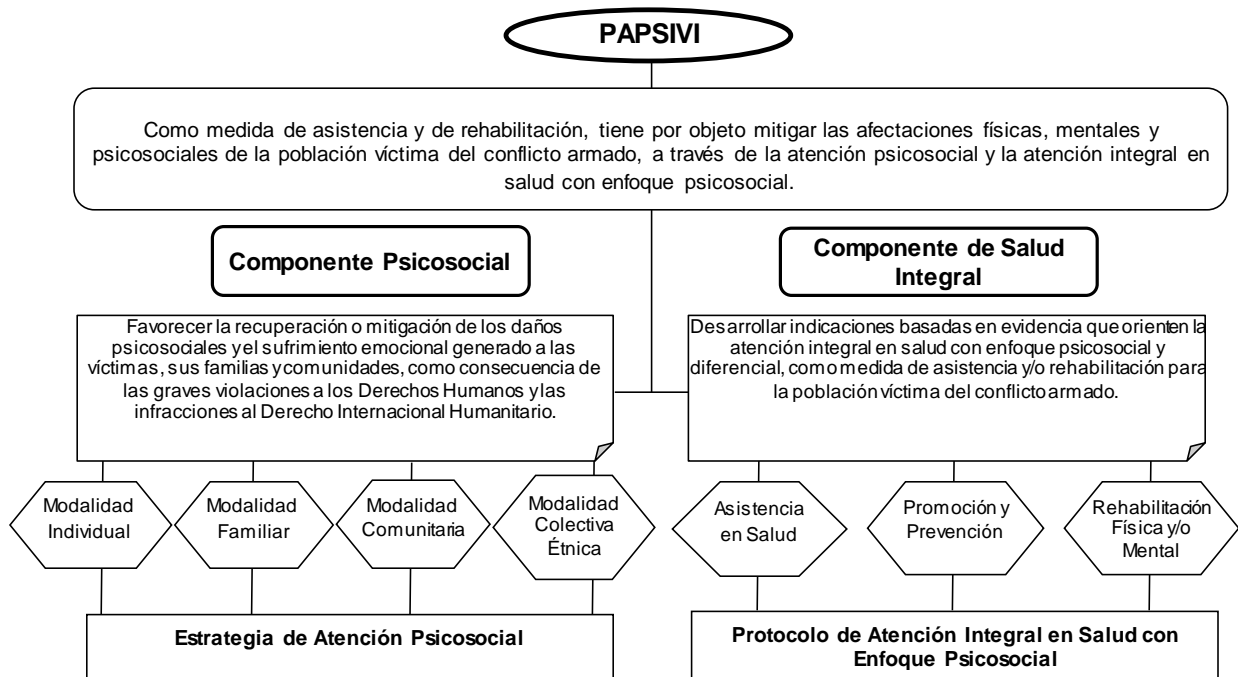 PAPSIVI
Como medida de asistencia y de rehabilitación, tiene por objeto mitigar las afectaciones físicas, mentales y
psicosociales de la población víctima del conflicto armado, a través de la atención psicosocial y la atención integral en
salud con enfoque psicosocial.
Componente Psicosocial
Componente de Salud
Integral
Favorecer la recuperación o mitigación de los daños
psicosociales y el sufrimiento emocional generado a las
víctimas, sus familias y comunidades, como consecuencia de
las graves violaciones a los Derechos Humanos y las
infracciones al Derecho Internacional Humanitario.
Desarrollar indicaciones basadas en evidencia que orienten la
atención integral en salud con enfoque psicosocial y
diferencial, como medida de asistencia y/o rehabilitación para
la población víctima del conflicto armado.
Modalidad
Individual
Modalidad
Familiar
Modalidad
Comunitaria
Modalidad
Colectiva
Étnica
Asistencia
en Salud
Promoción y
Prevención
Rehabilitación
Física y/o
Mental
Estrategia de Atención Psicosocial
Protocolo de Atención Integral en Salud con
Enfoque Psicosocial